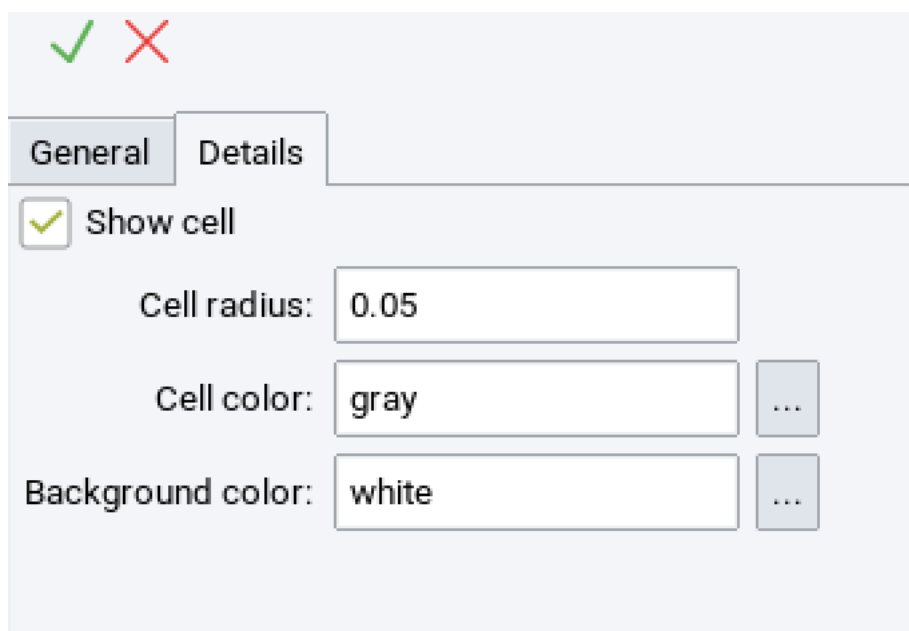 General Details
Show cell
Cell radius: 0.05
Cell color: gray ...
Background color: white ...